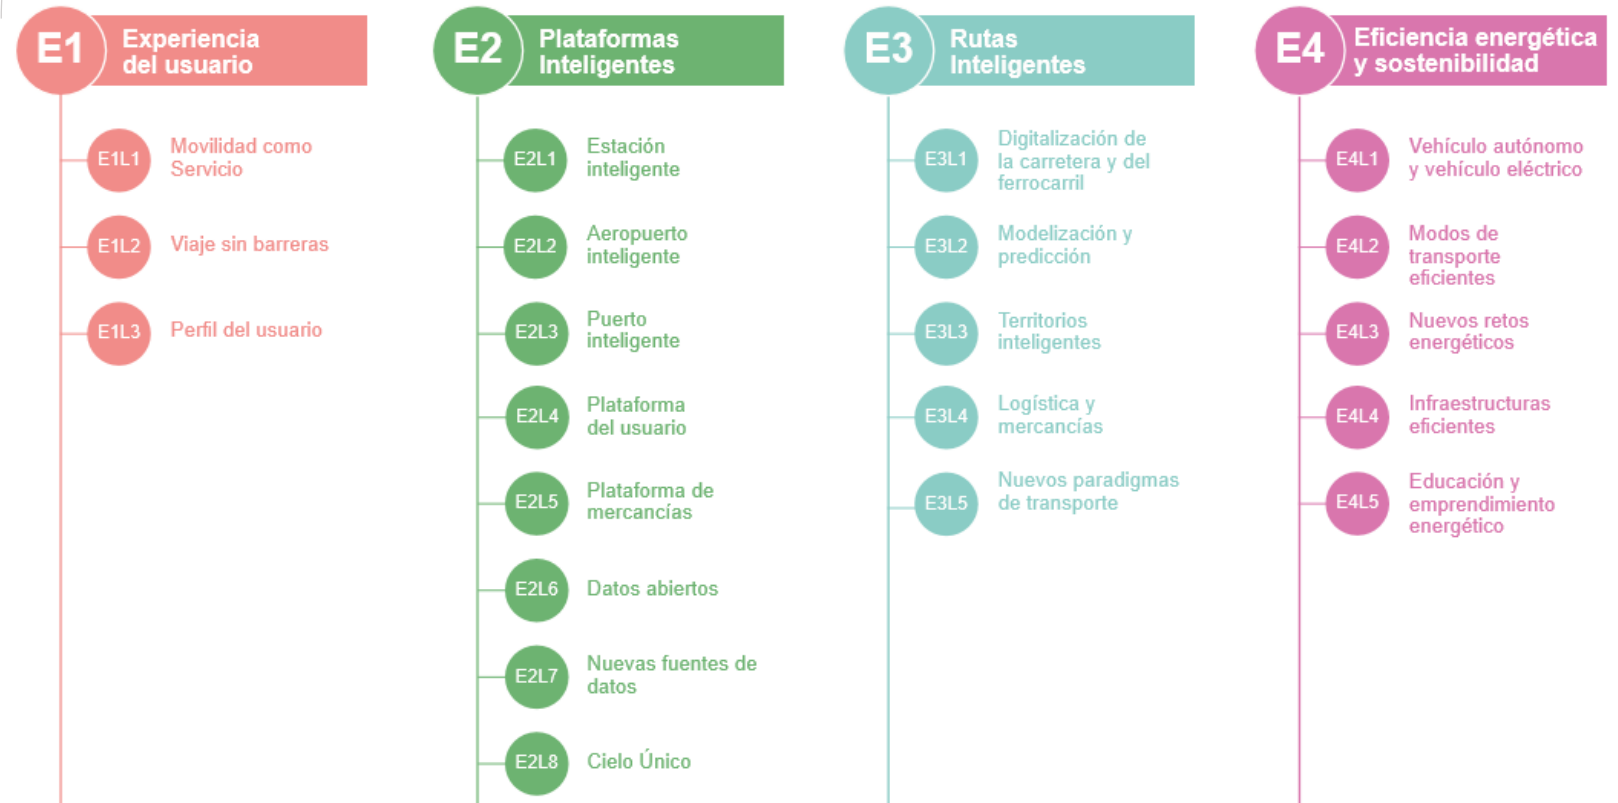 E1
Experiencia
del usuario
E1L1
Movilidad como
Servicio
E1L2
Viaje sin barreras
E1L3
Perfil del usuario
E2
Plataformas
Inteligentes
E2L1
Estación
inteligente
E2L2
Aeropuerto
inteligente
E2L3
Puerto
inteligente
E2L4
Plataforma
del usuario
E2L5
Plataforma de
mercancías
E2L6
Datos abiertos
E2L7
Nuevas fuentes de
datos
E2L8
Cielo Único
E3
Rutas
Inteligentes
E3L1
Digitalización de
la carretera y del
ferrocarril
E3L2
Modelización y
predicción
E3L3
Territorios
inteligentes
E3L4
Logística y
mercancías
E3L5
Nuevos paradigmas
de transporte
E4
Eficiencia energética
y sostenibilidad
E4L1
Vehículo autónomo
y vehículo eléctrico
E4L2
Modos de
transporte
eficientes
E4L3
Nuevos retos
energéticos
E4L4
Infraestructuras
eficientes
E4L5
Educación y
emprendimiento
energético